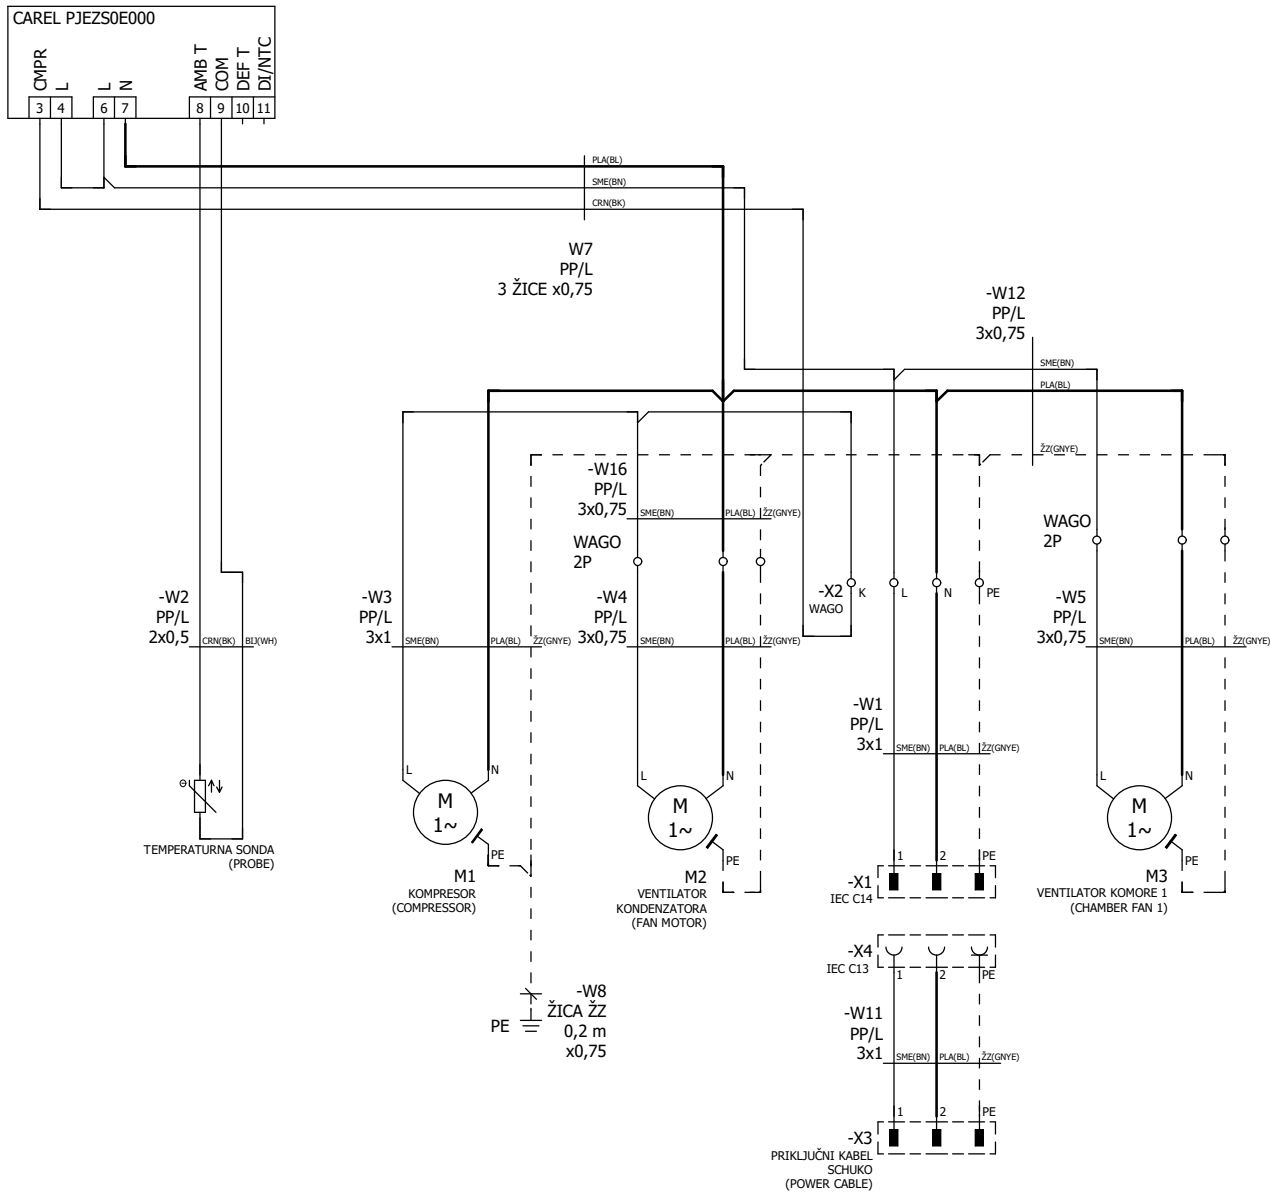 CAREL PJEZS0E000
CMPR
L
L
N
AMB T
COM
DEF T
DI/NTC
3 4 6 7 8 9 10 11
PLA(BL)
SME(BN)
CRN(BK)
W7
PP/L
3 ŽICE x0,75
-W12
PP/L
3x0,75
SME(BN)
PLA(BL)
ŽZ(GNYE)
-W16
PP/L
3x0,75
SME(BN) PLA(BL) ŽZ(GNYE)
WAGO
2P
WAGO
2P
-X2
WAGO
K L N PE
-W2
PP/L
2x0,5
CRN(BK) BIJ(WH)
-W3
PP/L
3x1
SME(BN) PLA(BL) ŽZ(GNYE)
-W4
PP/L
3x0,75
SME(BN) PLA(BL) ŽZ(GNYE)
-W5
PP/L
3x0,75
SME(BN) PLA(BL) ŽZ(GNYE)
-W1
PP/L
3x1
SME(BN) PLA(BL) ŽZ(GNYE)
Θ
TEMPERATURNA SONDA
(PROBE)
L N
M
1~
PE
M1
KOMPRESOR
(COMPRESSOR)
L N
M
1~
PE
M2
VENTILATOR
KONDENZATORA
(FAN MOTOR)
1 2 PE
-X1
IEC C14
L N
M
1~
PE
M3
VENTILATOR KOMORE 1
(CHAMBER FAN 1)
-X4
IEC C13
1 2 PE
-W8
ŽICA ŽZ
0,2 m
x0,75
PE
-W11
PP/L
3x1
SME(BN) PLA(BL) ŽZ(GNYE)
1 2 PE
-X3
PRIKLJUČNI KABEL
SCHUKO
(POWER CABLE)